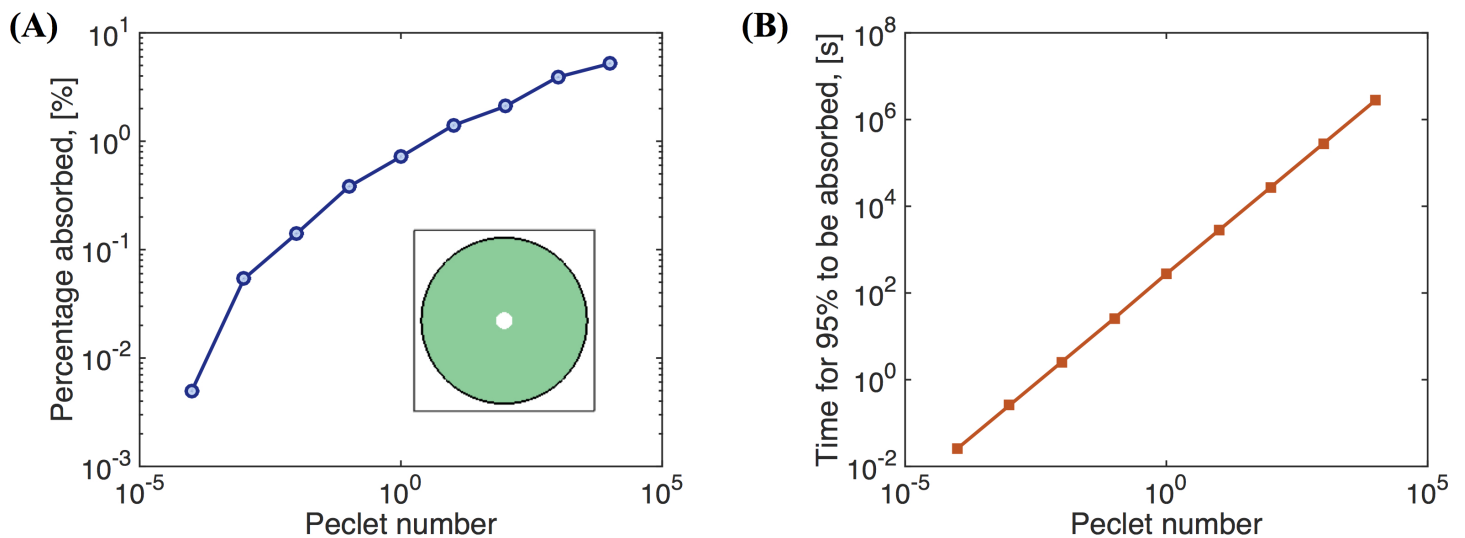 (A)
Percentage absorbed, [%]
10^1
10^0
10^-1
10^-2
10^-3
10^-5
10^0
10^5
Peclet number
(B)
Time for 95% to be absorbed, [s]
10^8
10^6
10^4
10^2
10^0
10^-2
10^-5
10^0
10^5
Peclet number